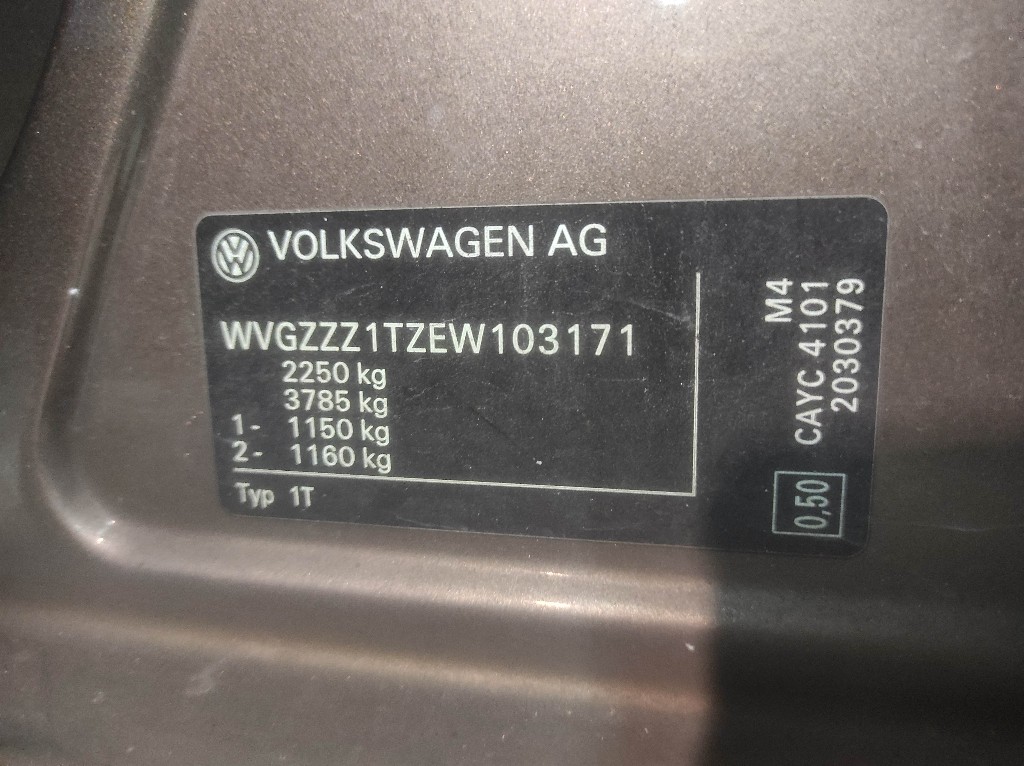 VOLKSWAGEN AG
WVGZZZ1TZEW103171
2250 kg
3785 kg
1- 1150 kg
2- 1160 kg
Typ 1T
M4
CAYC 4101
2030379
0,50